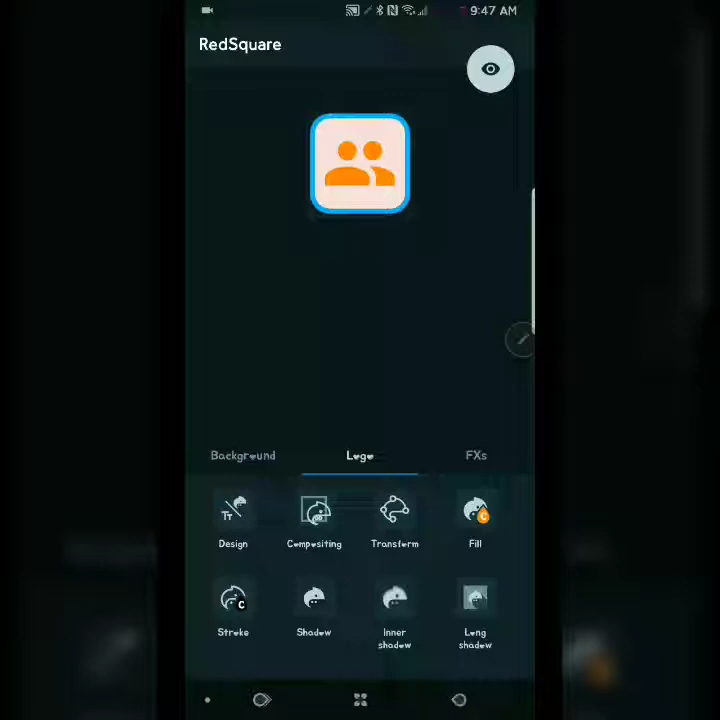 9:47 AM
RedSquare
Background Logo FXs
Design Compositing Transform Fill
Stroke Shadow Inner shadow Long shadow